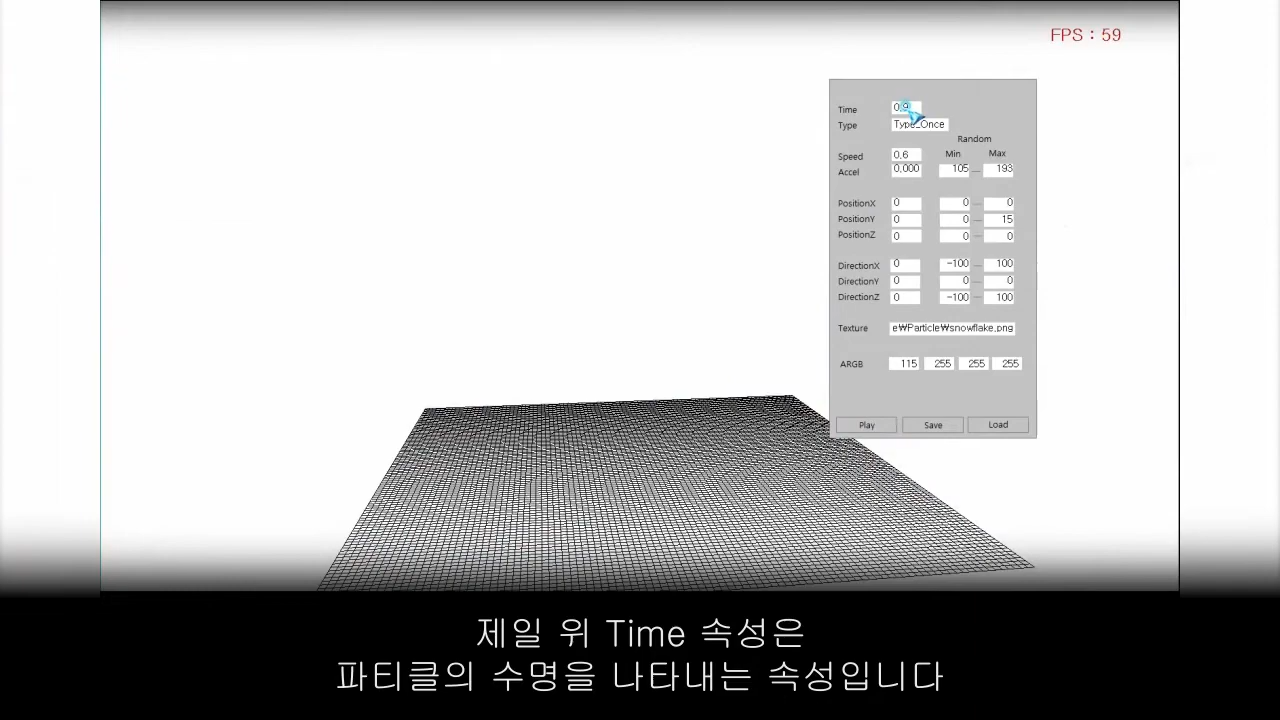 FPS : 59
Time 0.9
Type Type_Once
Random
Speed 0.6 Min Max
Accel 0.000 105 — 193
PositionX 0 0 — 0
PositionY 0 0 — 15
PositionZ 0 0 — 0
DirectionX 0 -100 — 100
DirectionY 0 0 — 0
DirectionZ 0 -100 — 100
Texture e₩Particle₩snowflake.png
ARGB 115 255 255 255
Play Save Load
제일 위 Time 속성은
파티클의 수명을 나타내는 속성입니다